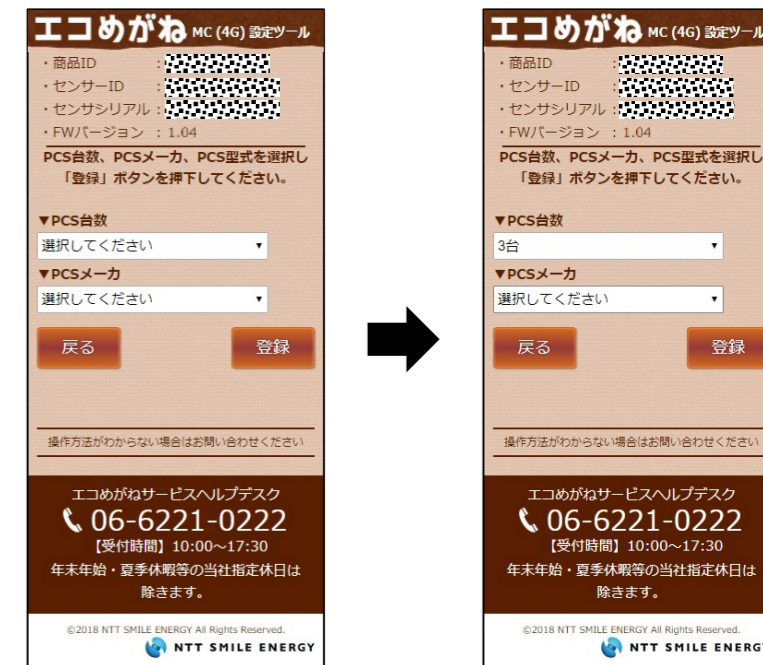 エコめがね MC (4G) 設定ツール
・商品ID :
・センサーID :
・センサシリアル :
・FWバージョン : 1.04
PCS台数、PCSメーカ、PCS型式を選択し
「登録」ボタンを押下してください。
▼PCS台数
選択してください
▼PCSメーカ
選択してください
戻る 登録
操作方法がわからない場合はお問い合わせください
エコめがねサービスヘルプデスク
06-6221-0222
【受付時間】10:00～17:30
年末年始・夏季休暇等の当社指定休日は
除きます。
©2018 NTT SMILE ENERGY All Rights Reserved.
NTT SMILE ENERGY
エコめがね MC (4G) 設定ツール
・商品ID :
・センサーID :
・センサシリアル :
・FWバージョン : 1.04
PCS台数、PCSメーカ、PCS型式を選択し
「登録」ボタンを押下してください。
▼PCS台数
3台
▼PCSメーカ
選択してください
戻る 登録
操作方法がわからない場合はお問い合わせください
エコめがねサービスヘルプデスク
06-6221-0222
【受付時間】10:00～17:30
年末年始・夏季休暇等の当社指定休日は
除きます。
©2018 NTT SMILE ENERGY All Rights Reserved.
NTT SMILE ENERGY